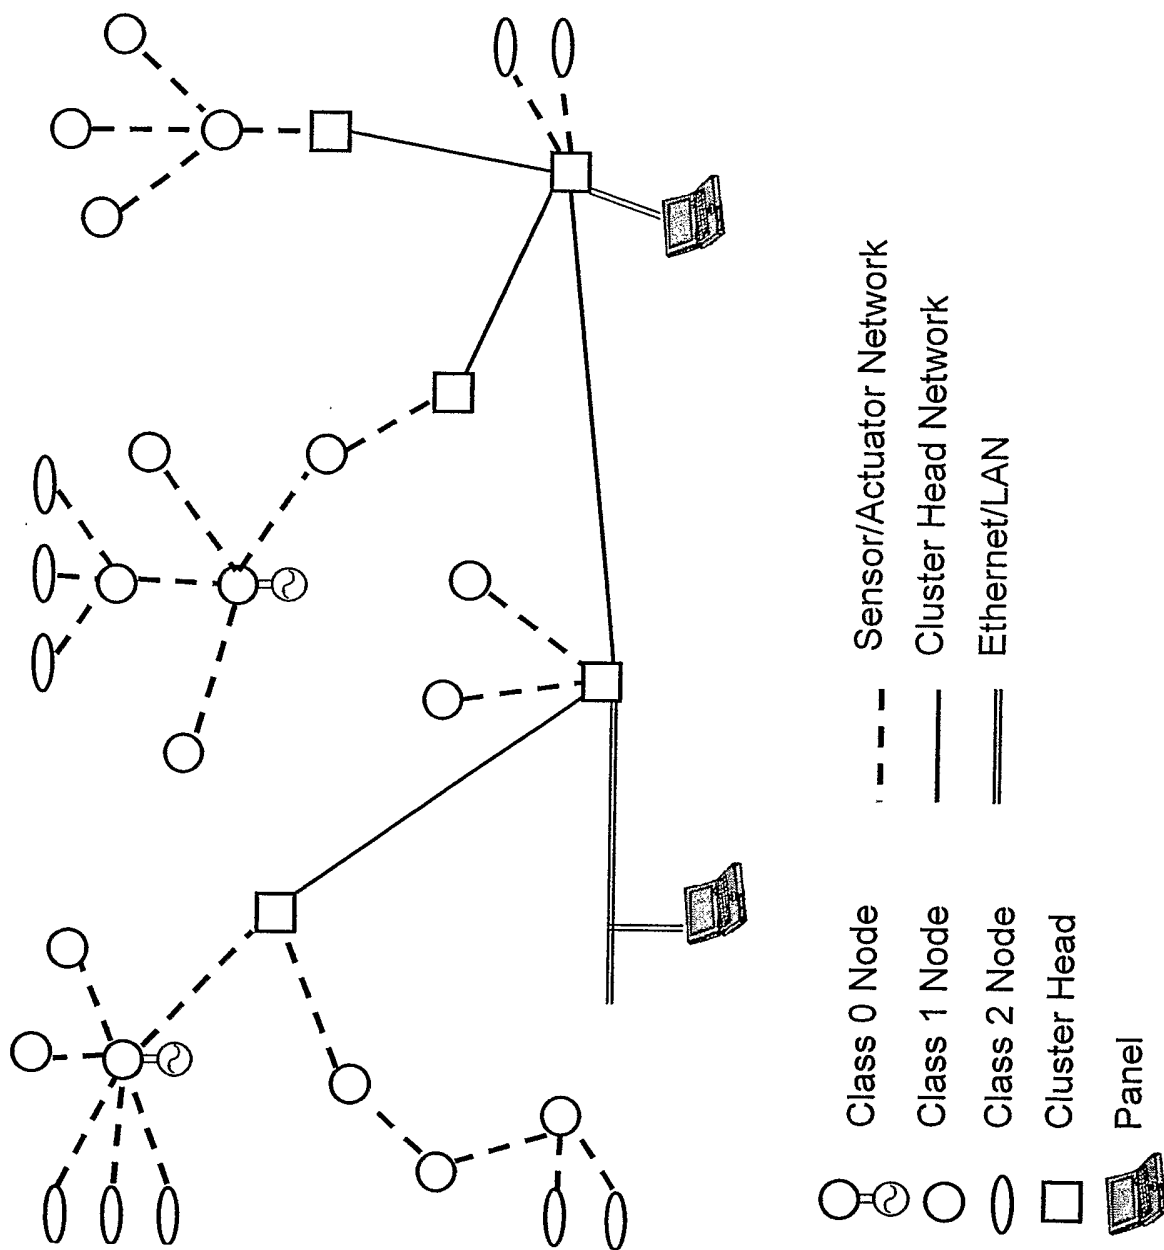 Class 0 Node
Class 1 Node
Class 2 Node
Cluster Head
Panel
Sensor/Actuator Network
Cluster Head Network
Ethernet/LAN